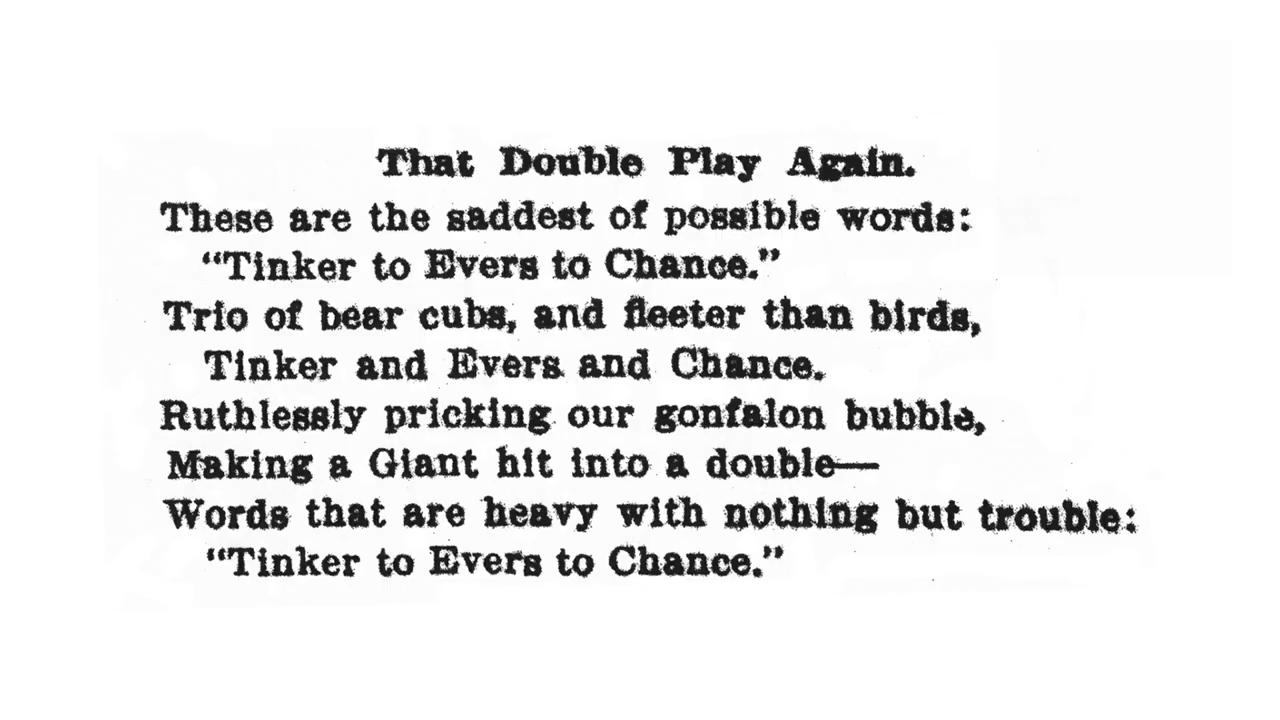 That Double Play Again.
These are the saddest of possible words:
"Tinker to Evers to Chance."
Trio of bear cubs, and fleeter than birds,
Tinker and Evers and Chance.
Ruthlessly pricking our gonfalon bubble,
Making a Giant hit into a double—
Words that are heavy with nothing but trouble:
"Tinker to Evers to Chance."